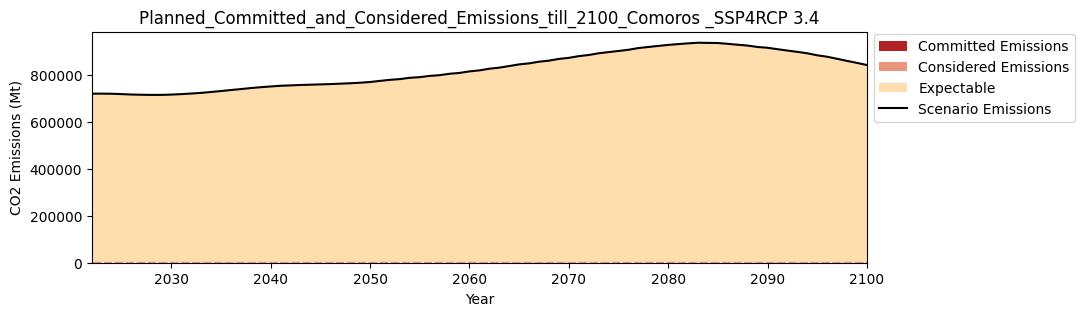 Planned_Committed_and_Considered_Emissions_till_2100_Comoros _SSP4RCP 3.4
Committed Emissions
Considered Emissions
Expectable
Scenario Emissions
CO2 Emissions (Mt)
800000
600000
400000
200000
0
2030 2040 2050 2060 2070 2080 2090 2100
Year